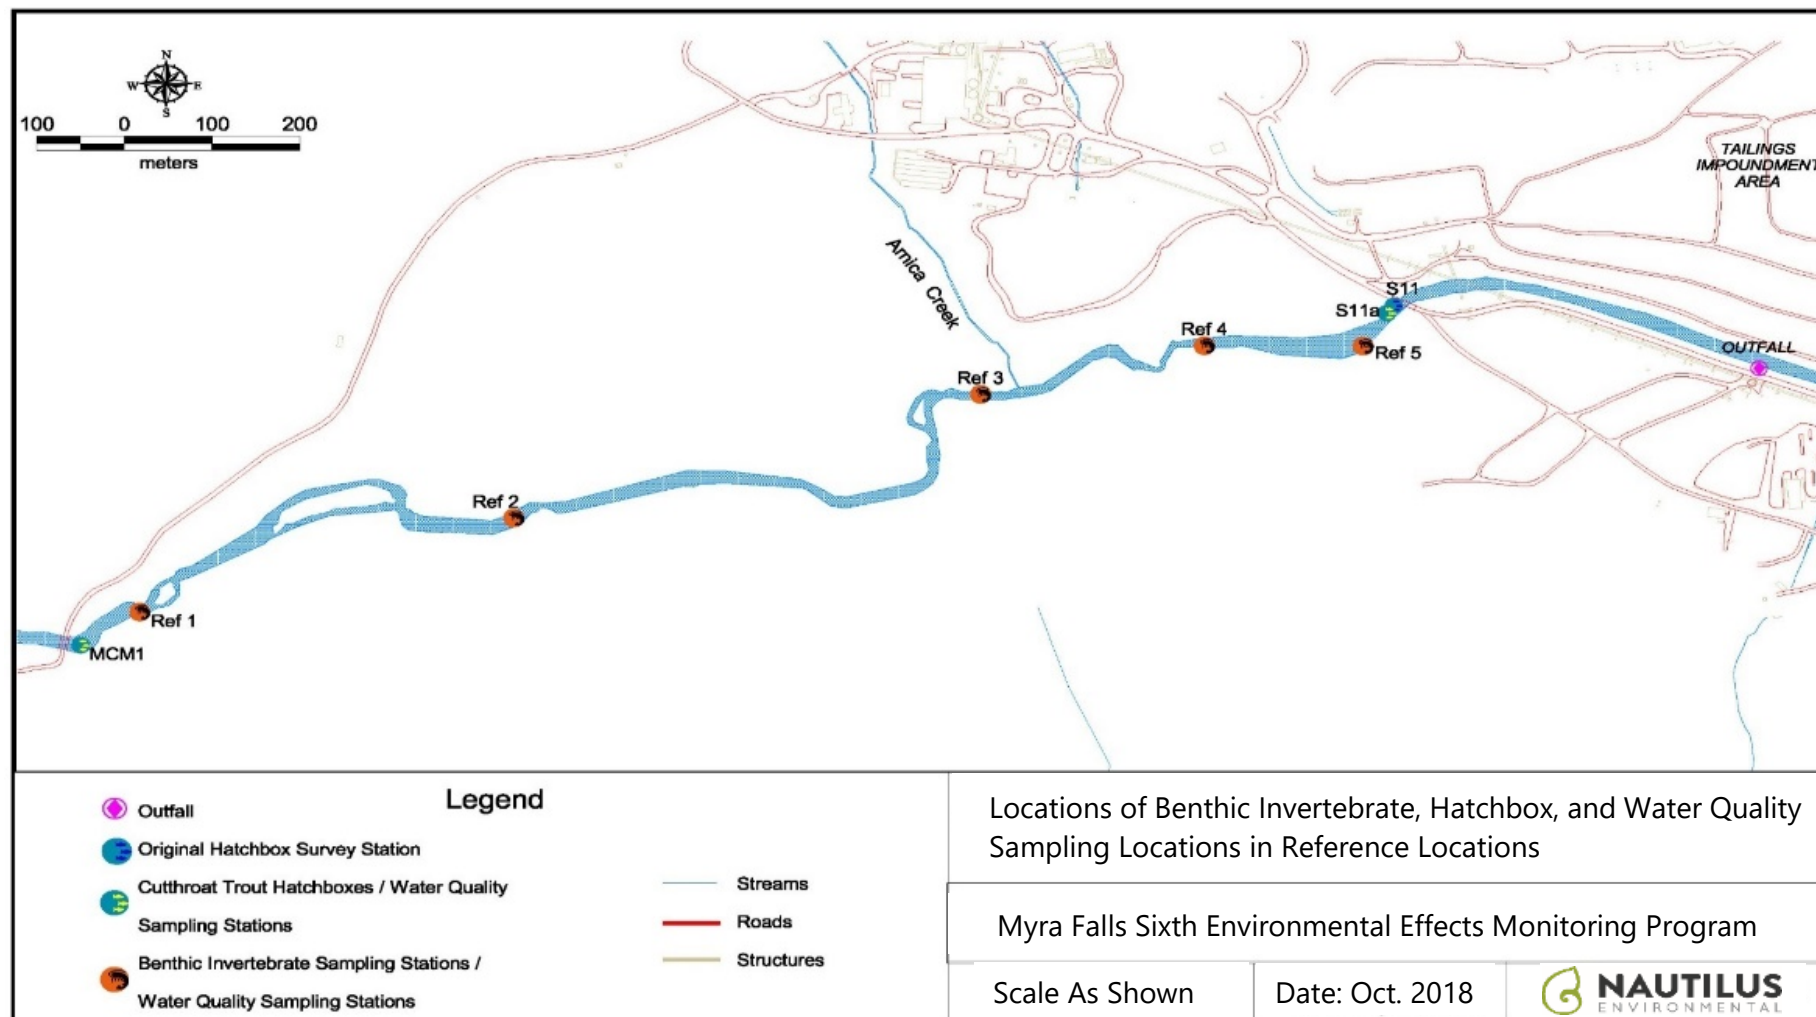 N
W E
S
100 0 100 200
meters
TAILINGS
IMPOUNDMENT
AREA
Arnica Creek
S11
S11a
Ref 4
Ref 5
OUTFALL
Ref 3
Ref 2
Ref 1
MCM1
Legend
Outfall
Original Hatchbox Survey Station
Cutthroat Trout Hatchboxes / Water Quality
Sampling Stations
Benthic Invertebrate Sampling Stations /
Water Quality Sampling Stations
Streams
Roads
Structures
Locations of Benthic Invertebrate, Hatchbox, and Water Quality
Sampling Locations in Reference Locations
Myra Falls Sixth Environmental Effects Monitoring Program
Scale As Shown
Date: Oct. 2018
NAUTILUS
ENVIRONMENTAL